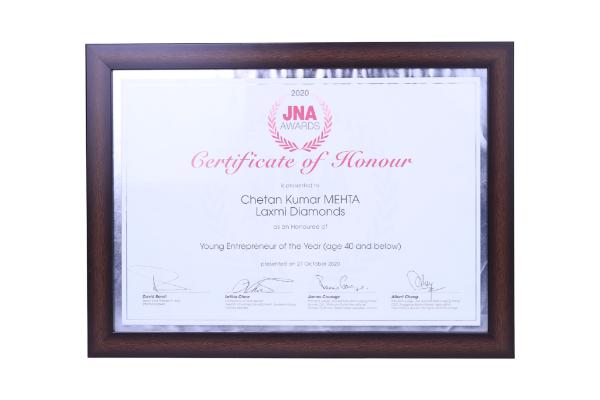 2020
JNA
AWARDS
Certificate of Honour
is presented to
Chetan Kumar MEHTA
Laxmi Diamonds
as an Honouree of
Young Entrepreneur of the Year (age 40 and below)
presented on 27 October 2020
David Bondi
Letitia Chow
James Courage
Albert Cheng